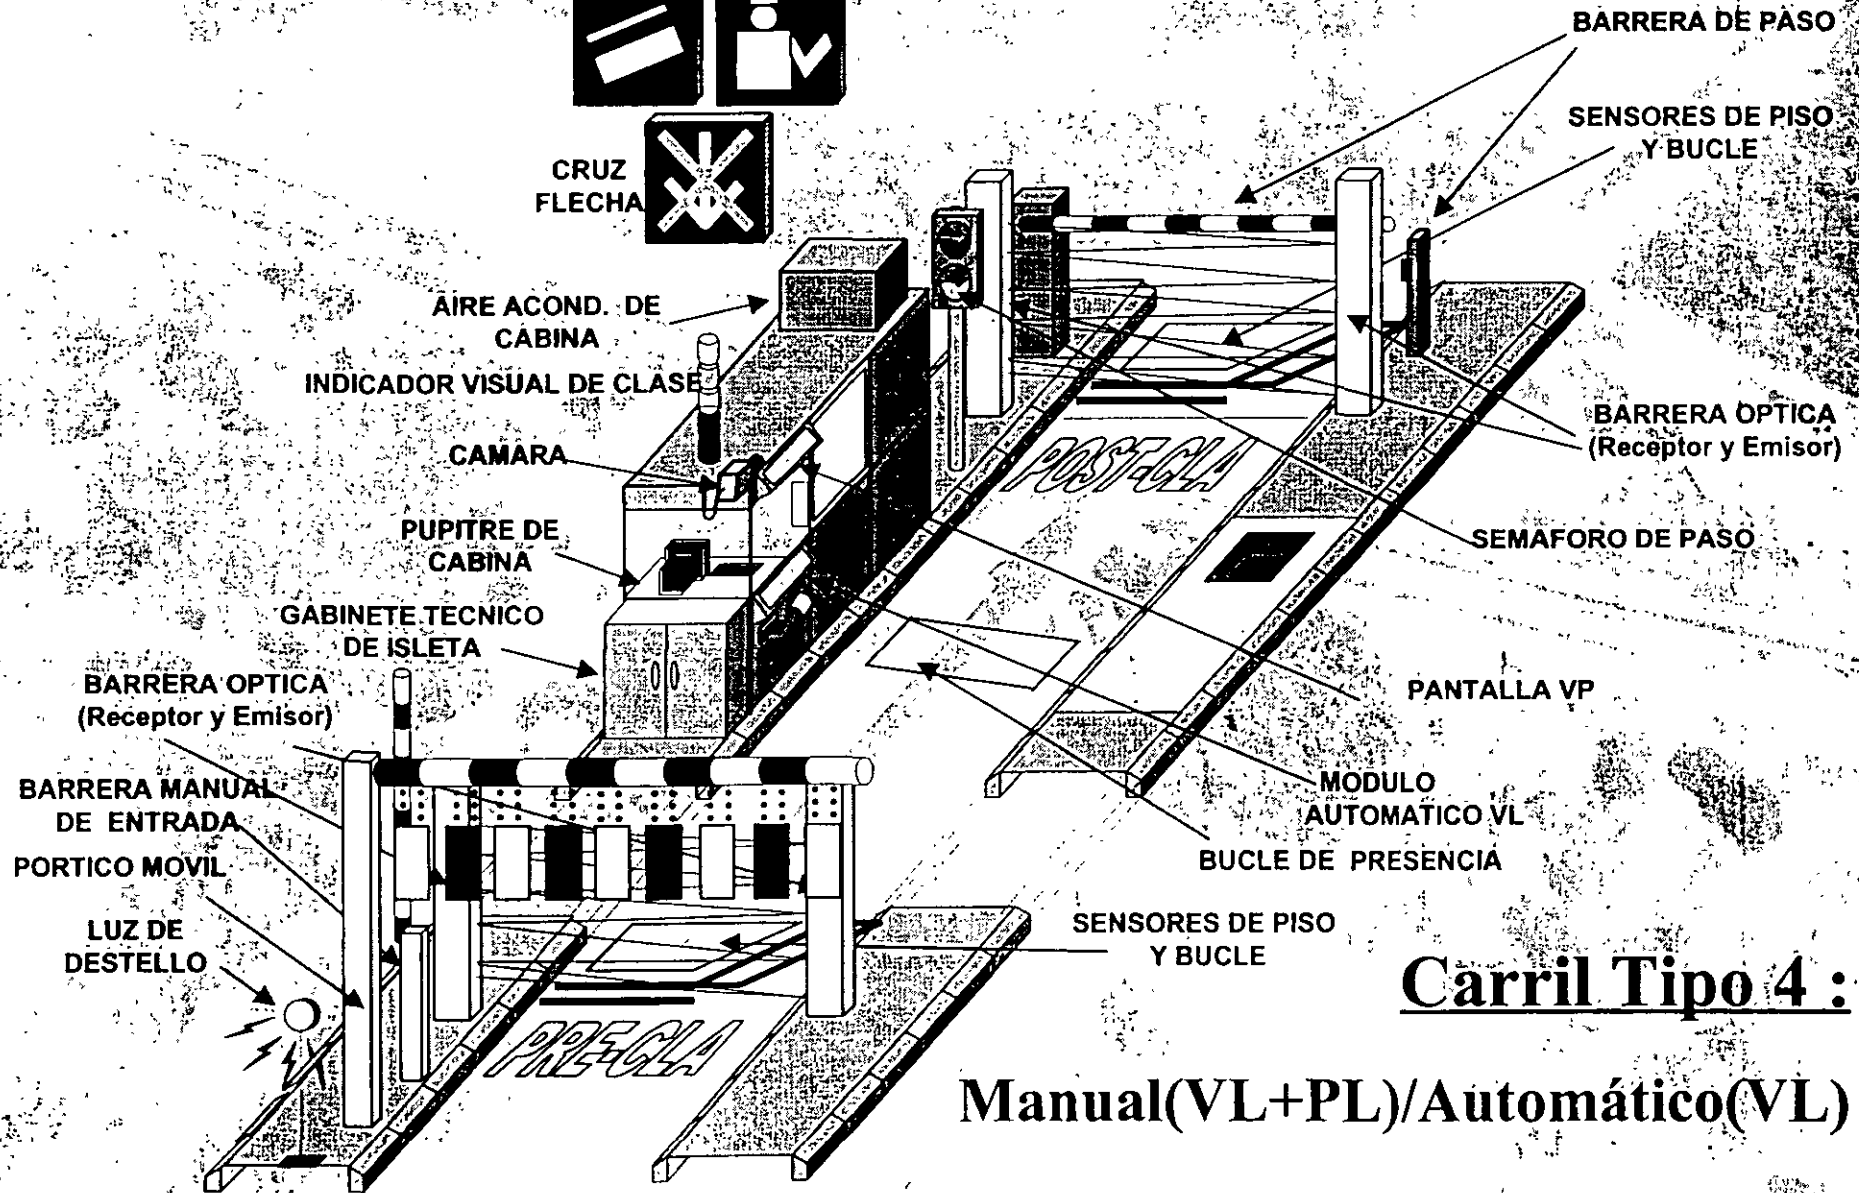 BARRERA DE PASO
SENSORES DE PISO
Y BUCLE
CRUZ
FLECHA
AIRE ACOND. DE
CABINA
INDICADOR VISUAL DE CLASE
CAMARA
PUPITRE DE
CABINA
GABINETE TECNICO
DE ISLETA
BARRERA OPTICA
(Receptor y Emisor)
BARRERA MANUAL
DE ENTRADA
PORTICO MOVIL
LUZ DE
DESTELLO
POST-CLA
BARRERA OPTICA
(Receptor y Emisor)
SEMAFORO DE PASO
PANTALLA VP
MODULO
AUTOMATICO VL
BUCLE DE PRESENCIA
SENSORES DE PISO
Y BUCLE
PRE-CLA
Carril Tipo 4 :
Manual(VL+PL)/Automático(VL)